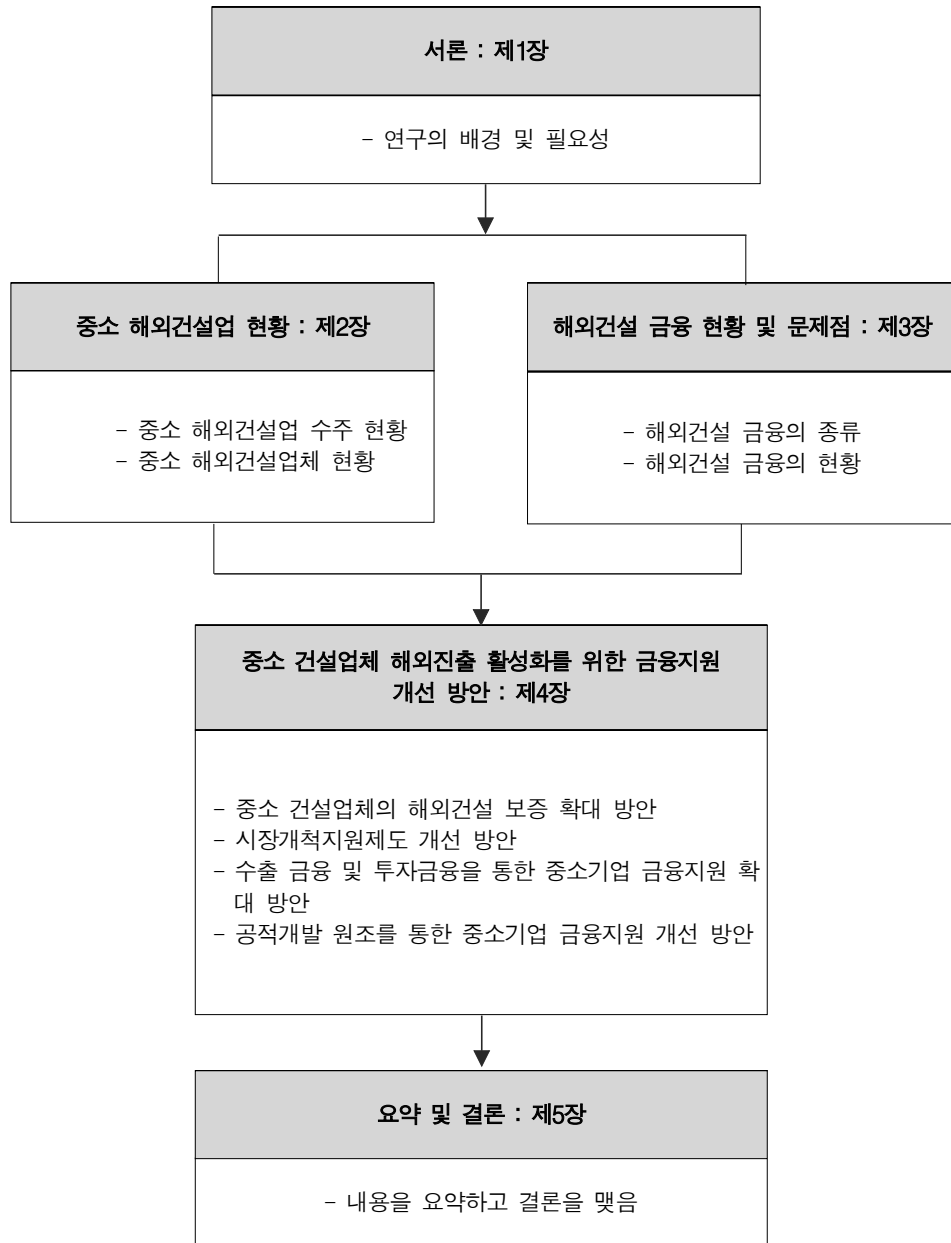 서론 : 제1장
- 연구의 배경 및 필요성
중소 해외건설업 현황 : 제2장
- 중소 해외건설업 수주 현황
- 중소 해외건설업체 현황
해외건설 금융 현황 및 문제점 : 제3장
- 해외건설 금융의 종류
- 해외건설 금융의 현황
중소 건설업체 해외진출 활성화를 위한 금융지원
개선 방안 : 제4장
- 중소 건설업체의 해외건설 보증 확대 방안
- 시장개척지원제도 개선 방안
- 수출 금융 및 투자금융을 통한 중소기업 금융지원 확
대 방안
- 공적개발 원조를 통한 중소기업 금융지원 개선 방안
요약 및 결론 : 제5장
- 내용을 요약하고 결론을 맺음